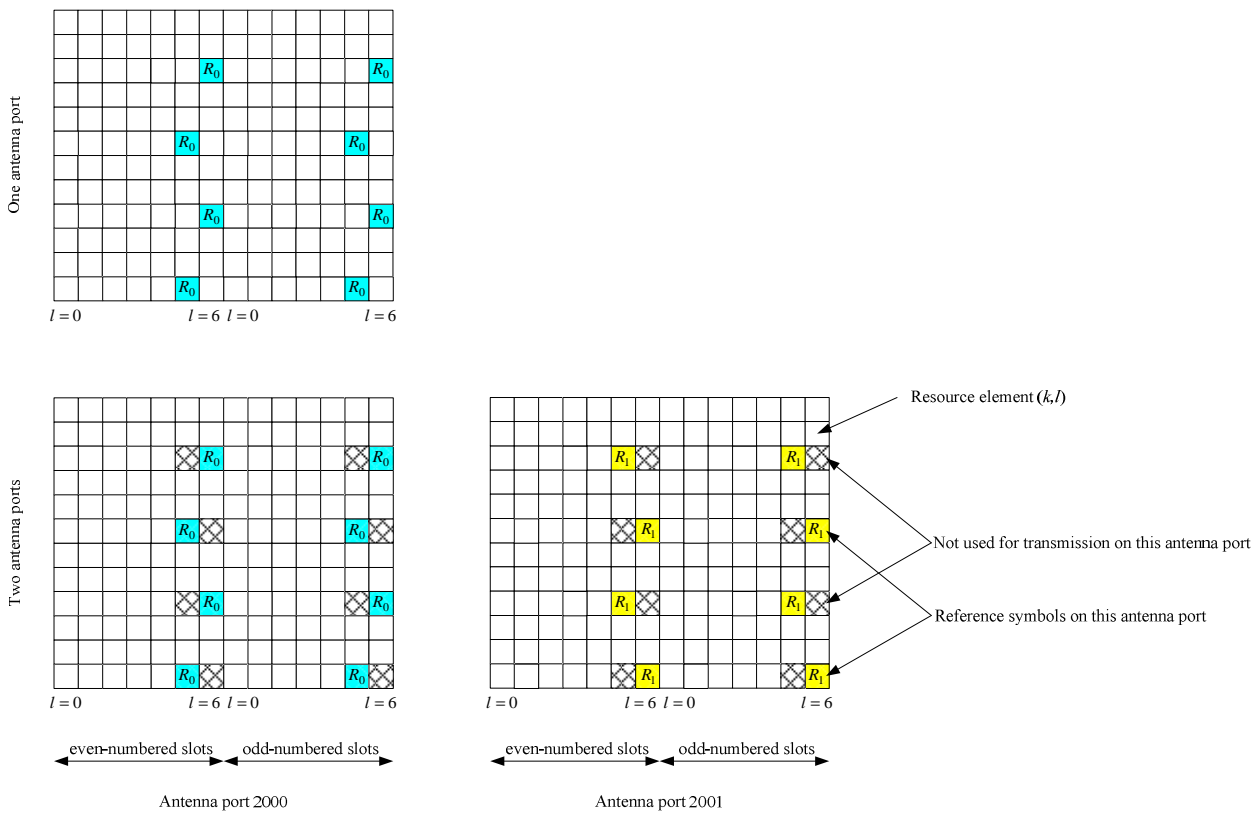 One antenna port
R0 R0
R0 R0
R0 R0
R0 R0
l = 0 l = 6 l = 0 l = 6
Two antenna ports
Resource element (k,l)
R0 R0 R1 R1
R0 R0 R1 R1
Not used for transmission on this antenna port
R0 R0 R1 R1
Reference symbols on this antenna port
R0 R0 R1 R1
l = 0 l = 6 l = 0 l = 6 l = 0 l = 6 l = 0 l = 6
even-numbered slots odd-numbered slots even-numbered slots odd-numbered slots
Antenna port 2000 Antenna port 2001